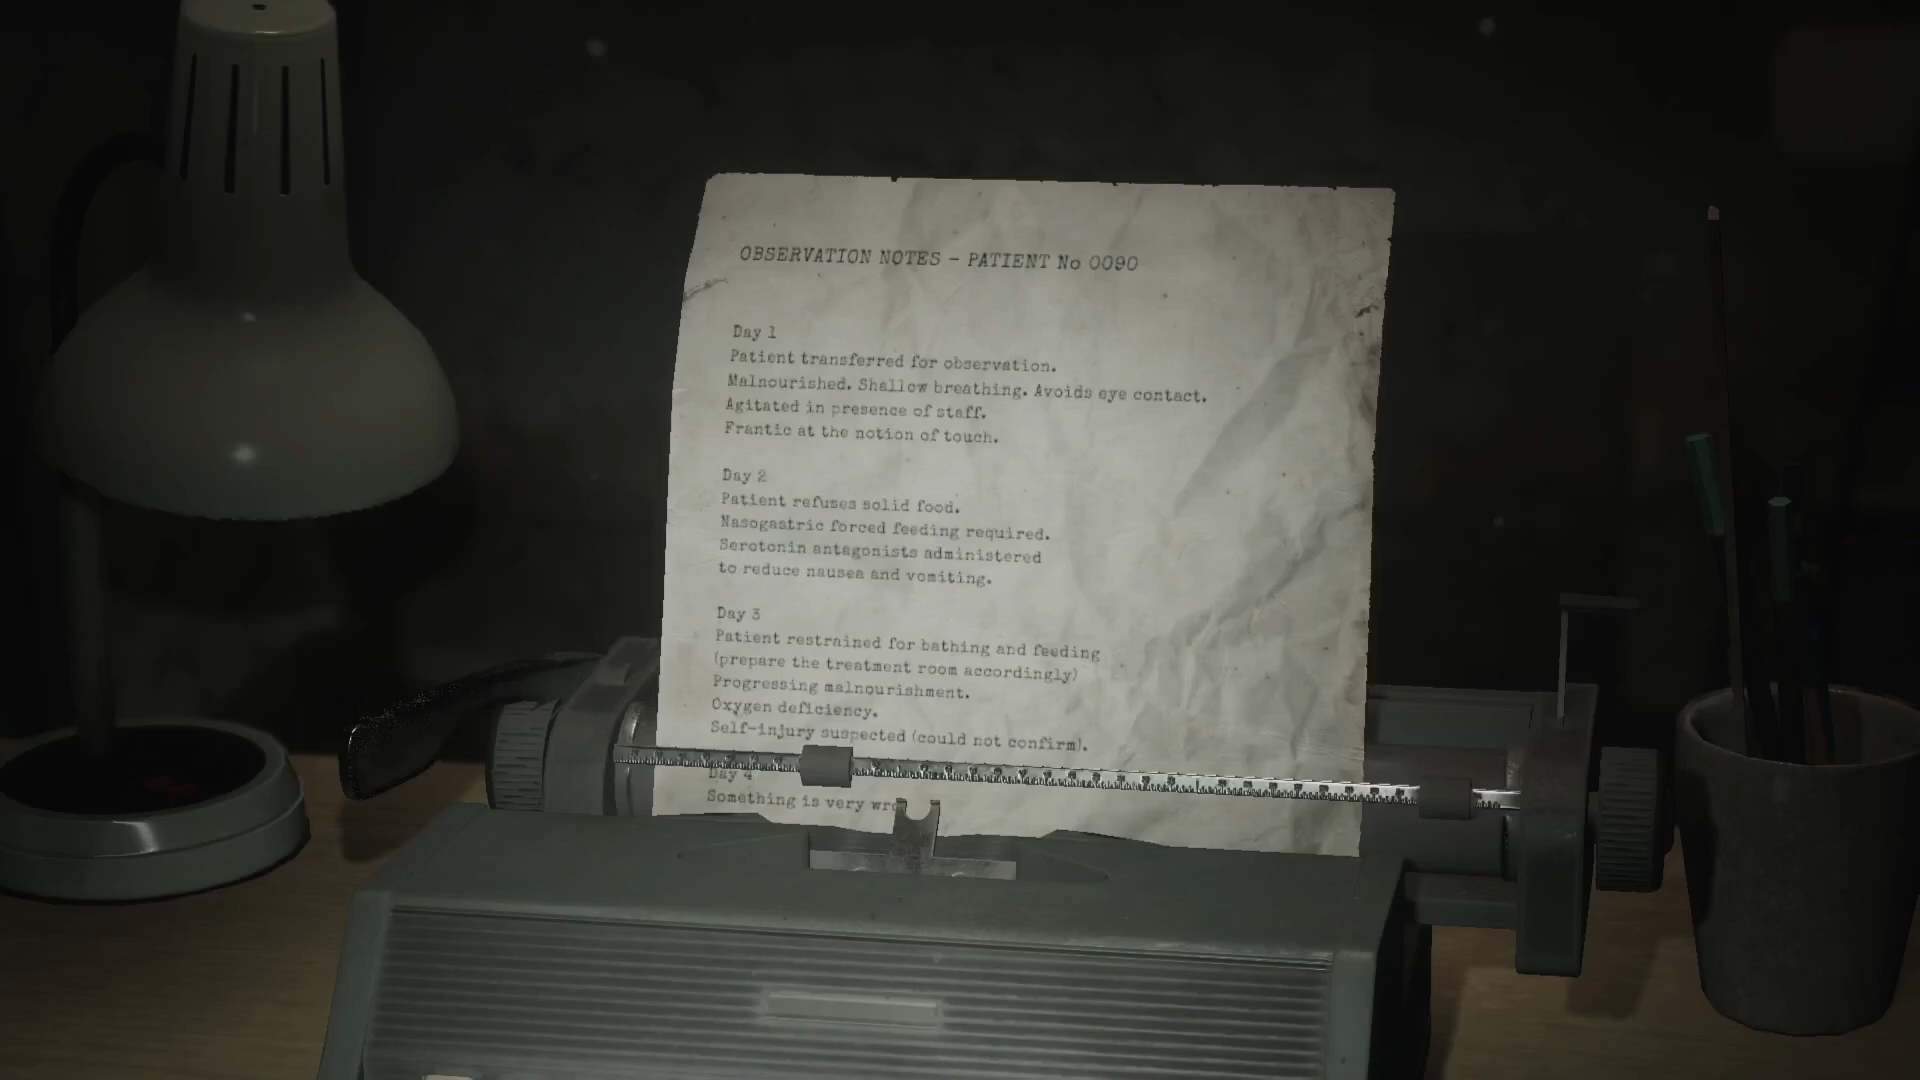 OBSERVATION NOTES - PATIENT No 0090
Day 1
Patient transferred for observation.
Malnourished. Shallow breathing. Avoids eye contact.
Agitated in presence of staff.
Frantic at the notion of touch.
Day 2
Patient refuses solid food.
Nasogastric forced feeding required.
Serotonin antagonists administered
to reduce nausea and vomiting.
Day 3
Patient restrained for bathing and feeding
(prepare the treatment room accordingly)
Progressing malnourishment.
Oxygen deficiency.
Self-injury suspected (could not confirm).
Day 4
Something is very wro